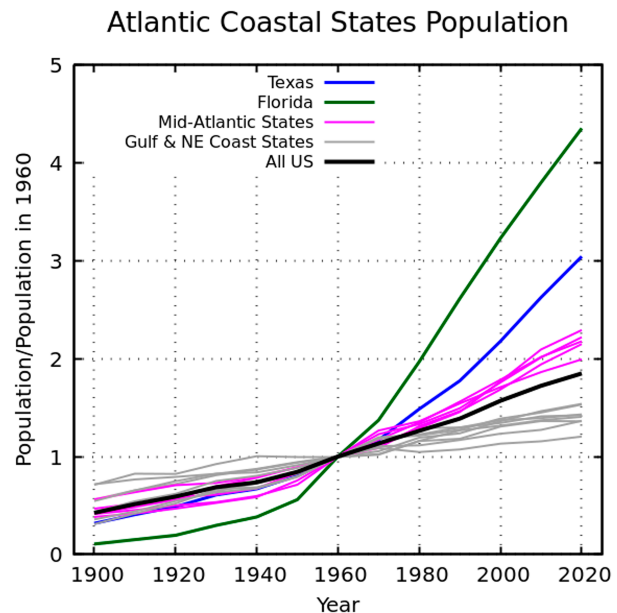 Atlantic Coastal States Population
Population/Population in 1960
5
4
3
2
1
0
Texas
Florida
Mid-Atlantic States
Gulf & NE Coast States
All US
1900 1920 1940 1960 1980 2000 2020
Year